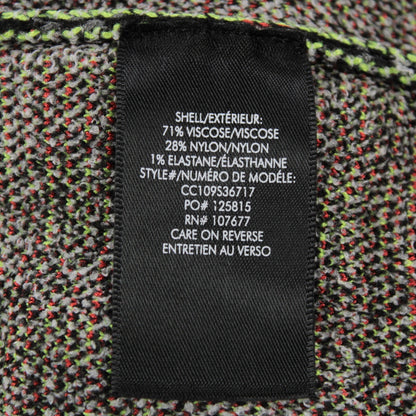 SHELL/EXTÉRIEUR:
71% VISCOSE/VISCOSE
28% NYLON/NYLON
1% ELASTANE/ÉLASTHANNE
STYLE#/NUMÉRO DE MODÈLE:
CC109S36717
PO# 125815
RN# 107677
CARE ON REVERSE
ENTRETIEN AU VERSO